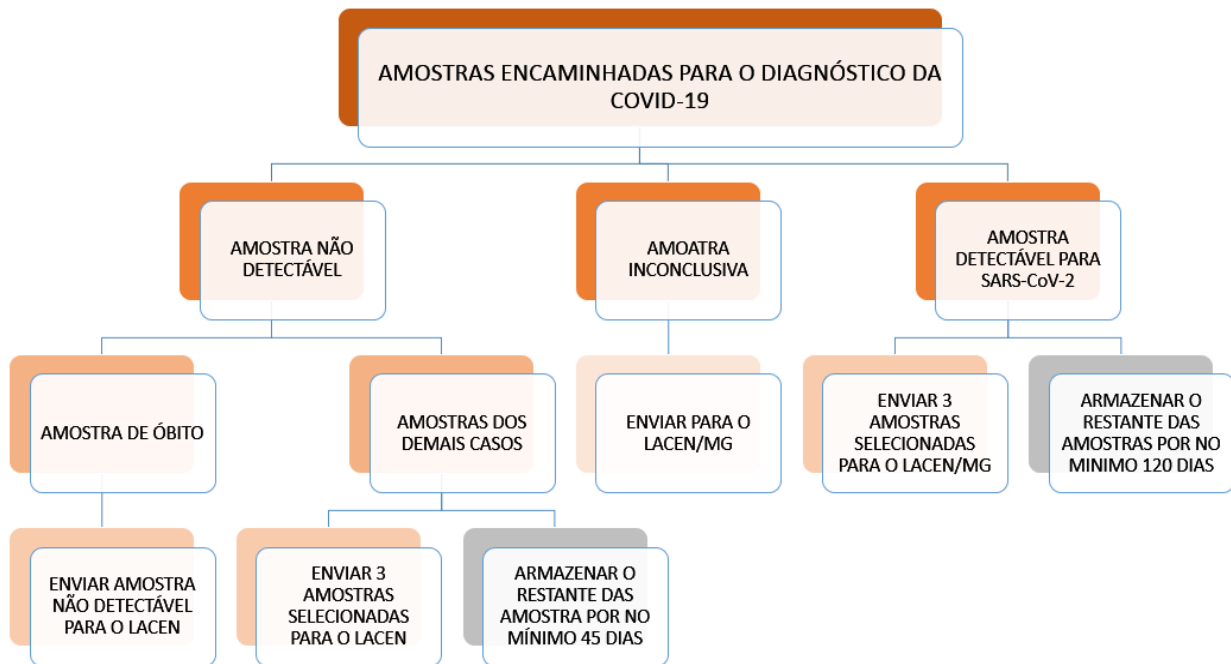 AMOSTRAS ENCAMINHADAS PARA O DIAGNÓSTICO DA
COVID-19
AMOSTRA NÃO
DETECTÁVEL
AMOATRA
INCONCLUSIVA
AMOSTRA
DETECTÁVEL PARA
SARS-CoV-2
AMOSTRA DE ÓBITO
AMOSTRAS DOS
DEMAIS CASOS
ENVIAR PARA O
LACEN/MG
ENVIAR 3
AMOSTRAS
SELECIONADAS
PARA O LACEN/MG
ARMAZENAR O
RESTANTE DAS
AMOSTRAS POR NO
MINIMO 120 DIAS
ENVIAR AMOSTRA
NÃO DETECTÁVEL
PARA O LACEN
ENVIAR 3
AMOSTRAS
SELECIONADAS
PARA O LACEN
ARMAZENAR O
RESTANTE DAS
AMOSTRA POR NO
MÍNIMO 45 DIAS